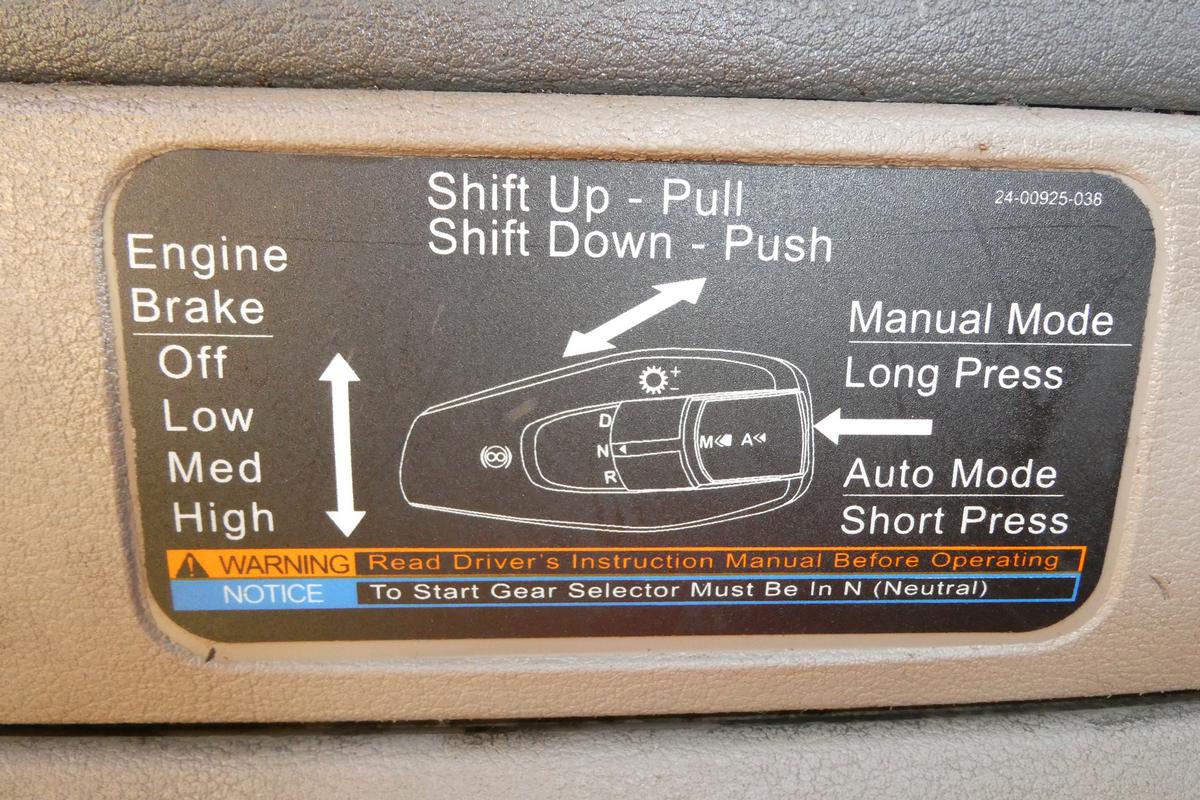 Shift Up - Pull
Shift Down - Push
24-00925-038
Engine
Brake
Off
Low
Med
High
Manual Mode
Long Press
Auto Mode
Short Press
+
-
D
N
R
M
A
WARNING Read Driver's Instruction Manual Before Operating
NOTICE To Start Gear Selector Must Be In N (Neutral)